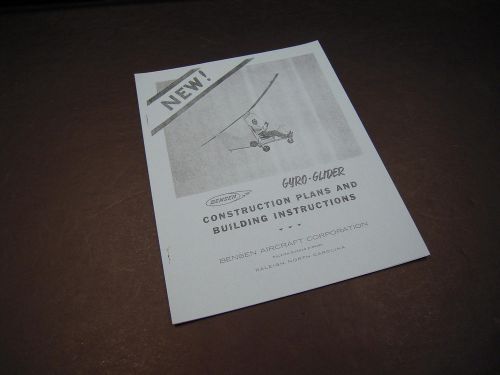 NEW!
GYRO-GLIDER
BENSEN
CONSTRUCTION PLANS AND
BUILDING INSTRUCTIONS
BENSEN AIRCRAFT CORPORATION
RALEIGH, NORTH CAROLINA